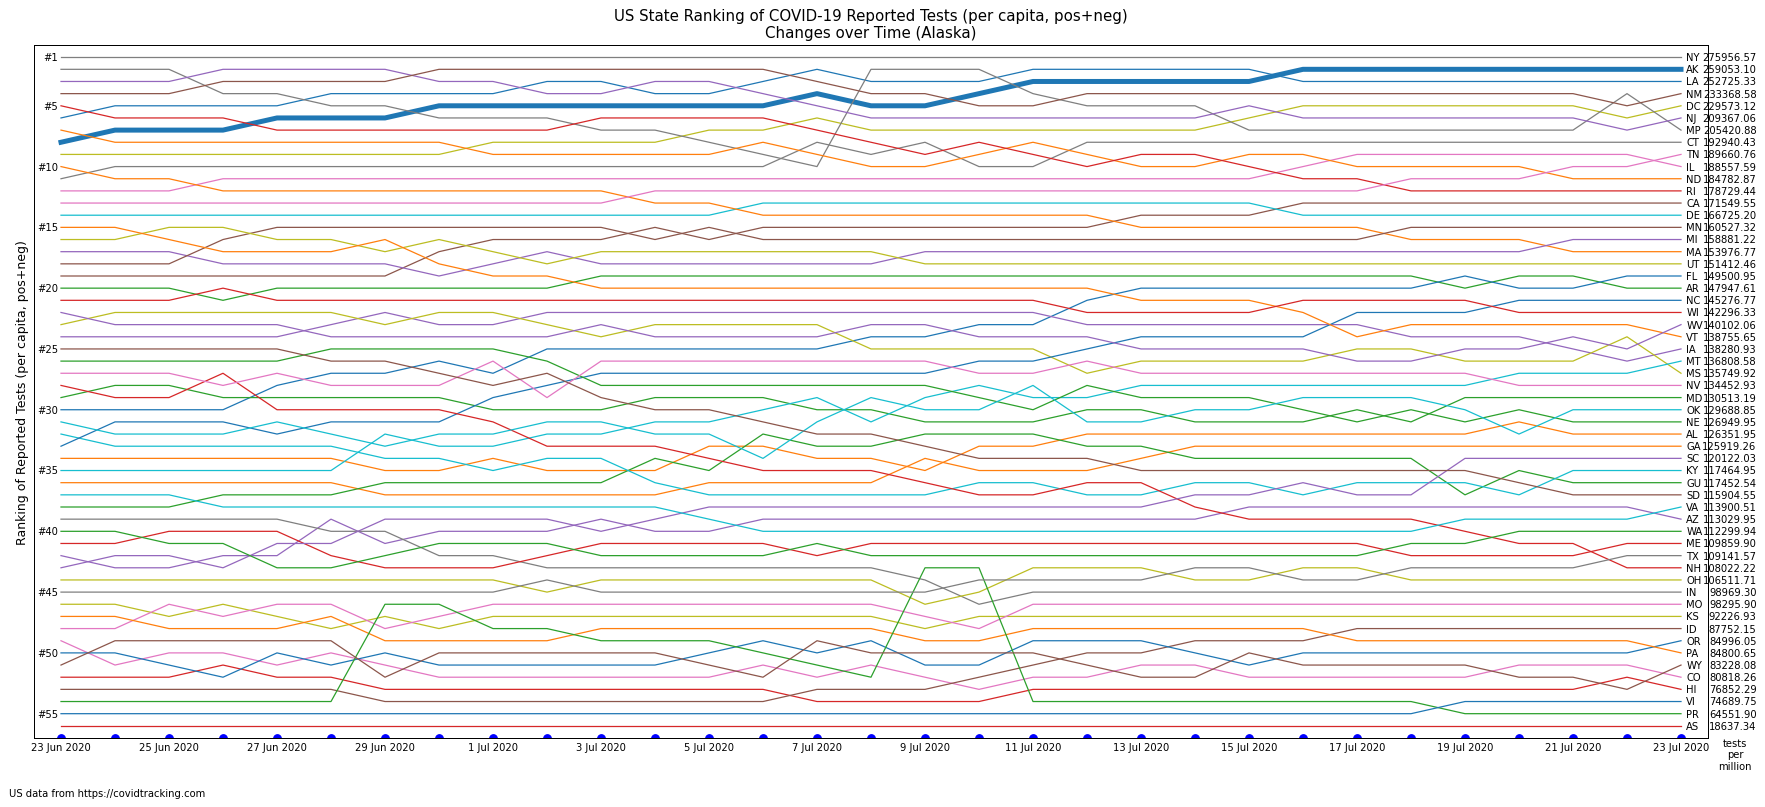 US State Ranking of COVID-19 Reported Tests (per capita, pos+neg)
Changes over Time (Alaska)
Ranking of Reported Tests (per capita, pos+neg)
#1
#5
#10
#15
#20
#25
#30
#35
#40
#45
#50
#55
NY 275956.57
AK 259053.10
LA 252725.33
NM 233368.58
DC 229573.12
NJ 209367.06
MP 205420.88
CT 192940.43
TN 189660.76
IL 188557.59
ND 184782.87
RI 178729.44
CA 171549.55
DE 166725.20
MN 160527.32
MI 158881.22
MA 153976.77
UT 151412.46
FL 149500.95
AR 147947.61
NC 145276.77
WI 142296.33
WV 140102.06
VT 138755.65
IA 138280.93
MT 136808.58
MS 135749.92
NV 134452.93
MD 130513.19
OK 129688.85
NE 126949.95
AL 126351.95
GA 125919.26
SC 120122.03
KY 117464.95
GU 117452.54
SD 115904.55
VA 113900.51
AZ 113029.95
WA 112299.94
ME 109859.90
TX 109141.57
NH 108022.22
OH 106511.71
IN 98969.30
MO 98295.90
KS 92226.93
ID 87752.15
OR 84996.05
PA 84800.65
WY 83228.08
CO 80818.26
HI 76852.29
VI 74689.75
PR 64551.90
AS 18637.34
23 Jun 2020 25 Jun 2020 27 Jun 2020 29 Jun 2020 1 Jul 2020 3 Jul 2020 5 Jul 2020 7 Jul 2020 9 Jul 2020 11 Jul 2020 13 Jul 2020 15 Jul 2020 17 Jul 2020 19 Jul 2020 21 Jul 2020 23 Jul 2020
tests
per
million
US data from https://covidtracking.com